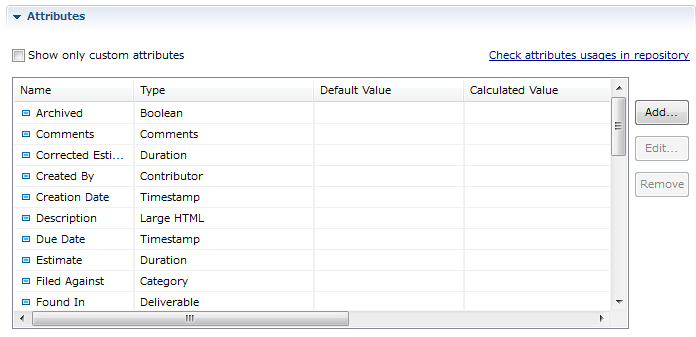 Attributes
Show only custom attributes Check attributes usages in repository
Name Type Default Value Calculated Value
Archived Boolean
Comments Comments
Corrected Esti... Duration
Created By Contributor
Creation Date Timestamp
Description Large HTML
Due Date Timestamp
Estimate Duration
Filed Against Category
Found In Deliverable
Add...
Edit...
Remove